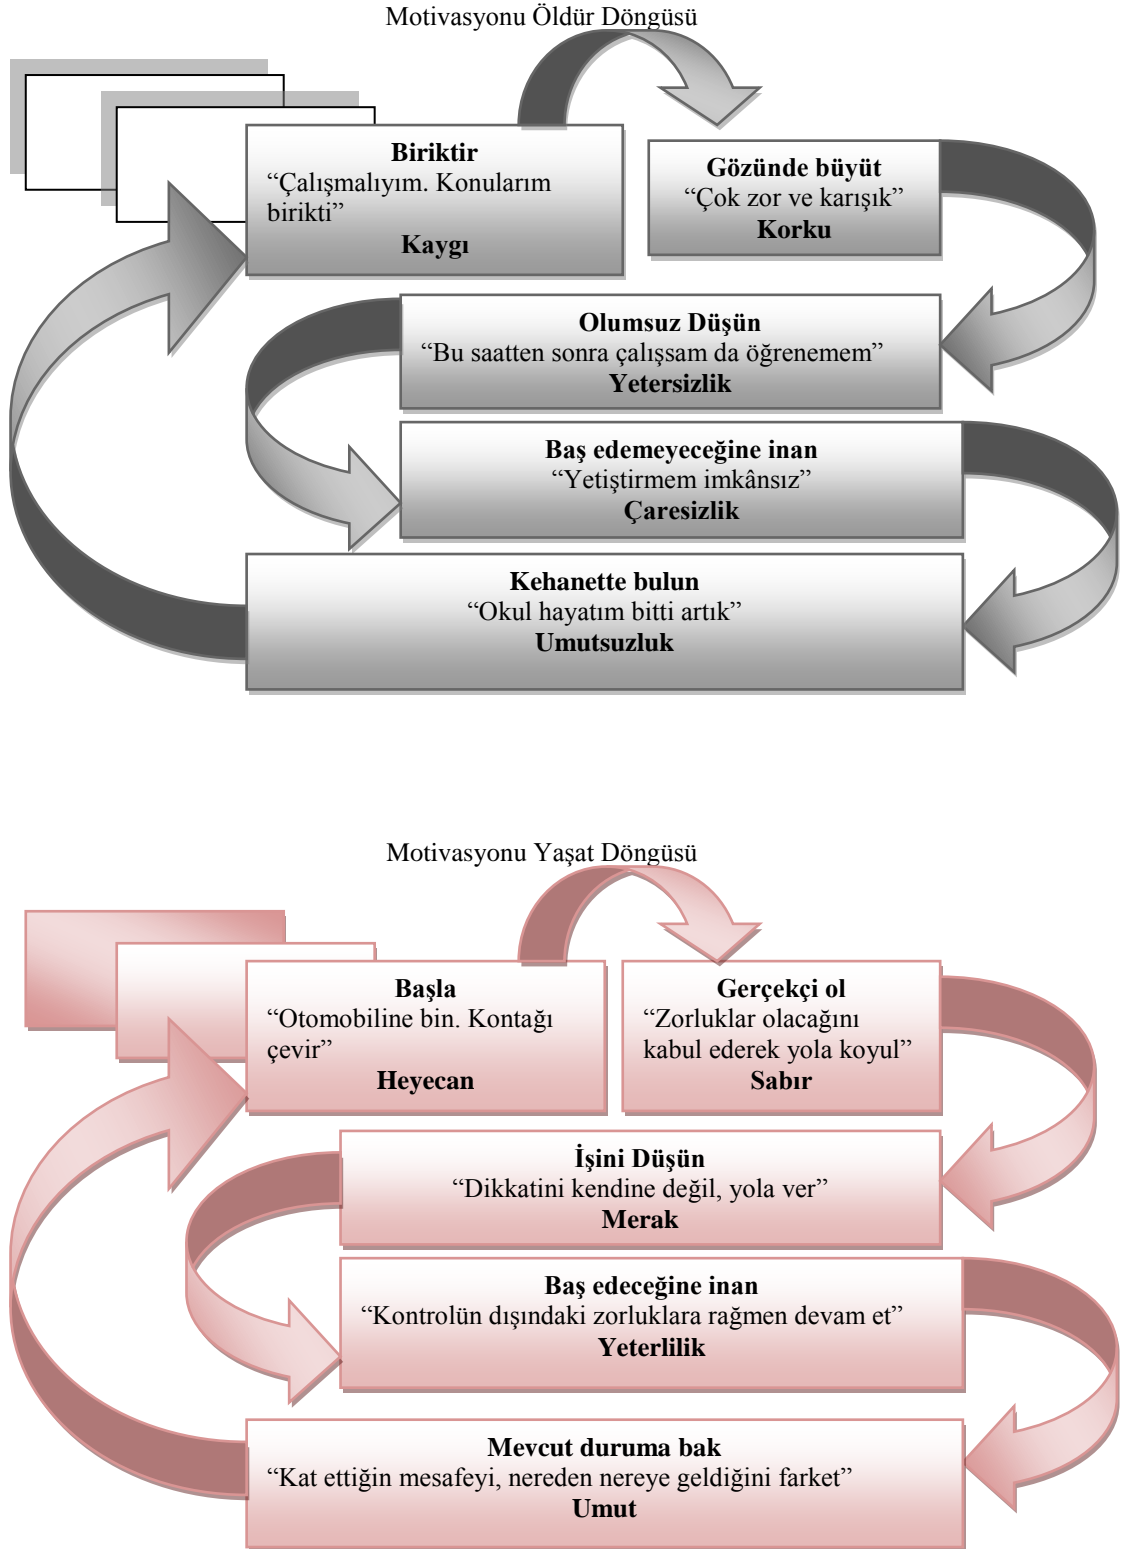 Motivasyonu Öldür Döngüsü
Biriktir
“Çalışmalıyım. Konularım
birikti”
Kaygı
Gözünde büyüt
“Çok zor ve karışık”
Korku
Olumsuz Düşün
“Bu saatten sonra çalışsam da öğrenemem”
Yetersizlik
Baş edemeyeceğine inan
“Yetiştirmem imkânsız”
Çaresizlik
Kehanette bulun
“Okul hayatım bitti artık”
Umutsuzluk
Motivasyonu Yaşat Döngüsü
Başla
“Otomobiline bin. Kontağı
çevir”
Heyecan
Gerçekçi ol
“Zorluklar olacağını
kabul ederek yola koyul”
Sabır
İşini Düşün
“Dikkatini kendine değil, yola ver”
Merak
Baş edeceğine inan
“Kontrolün dışındaki zorluklara rağmen devam et”
Yeterlilik
Mevcut duruma bak
“Kat ettiğin mesafeyi, nereden nereye geldiğini farket”
Umut